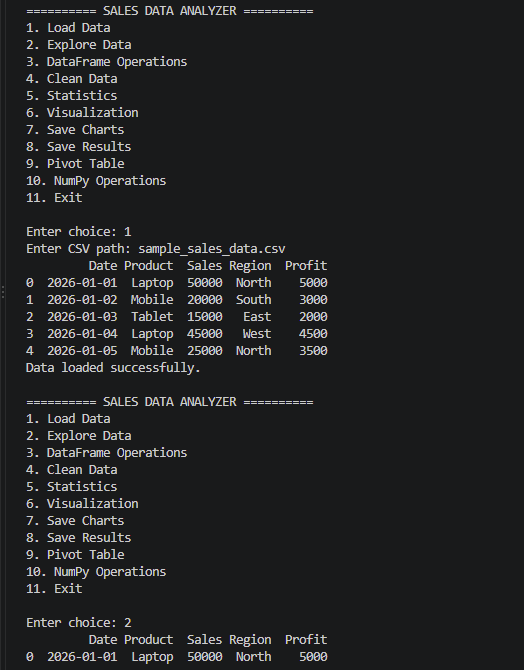 ========== SALES DATA ANALYZER ==========
1. Load Data
2. Explore Data
3. DataFrame Operations
4. Clean Data
5. Statistics
6. Visualization
7. Save Charts
8. Save Results
9. Pivot Table
10. NumPy Operations
11. Exit

Enter choice: 1
Enter CSV path: sample_sales_data.csv
         Date Product  Sales Region  Profit
0  2026-01-01  Laptop  50000  North    5000
1  2026-01-02  Mobile  20000  South    3000
2  2026-01-03  Tablet  15000   East    2000
3  2026-01-04  Laptop  45000   West    4500
4  2026-01-05  Mobile  25000  North    3500
Data loaded successfully.

========== SALES DATA ANALYZER ==========
1. Load Data
2. Explore Data
3. DataFrame Operations
4. Clean Data
5. Statistics
6. Visualization
7. Save Charts
8. Save Results
9. Pivot Table
10. NumPy Operations
11. Exit

Enter choice: 2
         Date Product  Sales Region  Profit
0  2026-01-01  Laptop  50000  North    5000